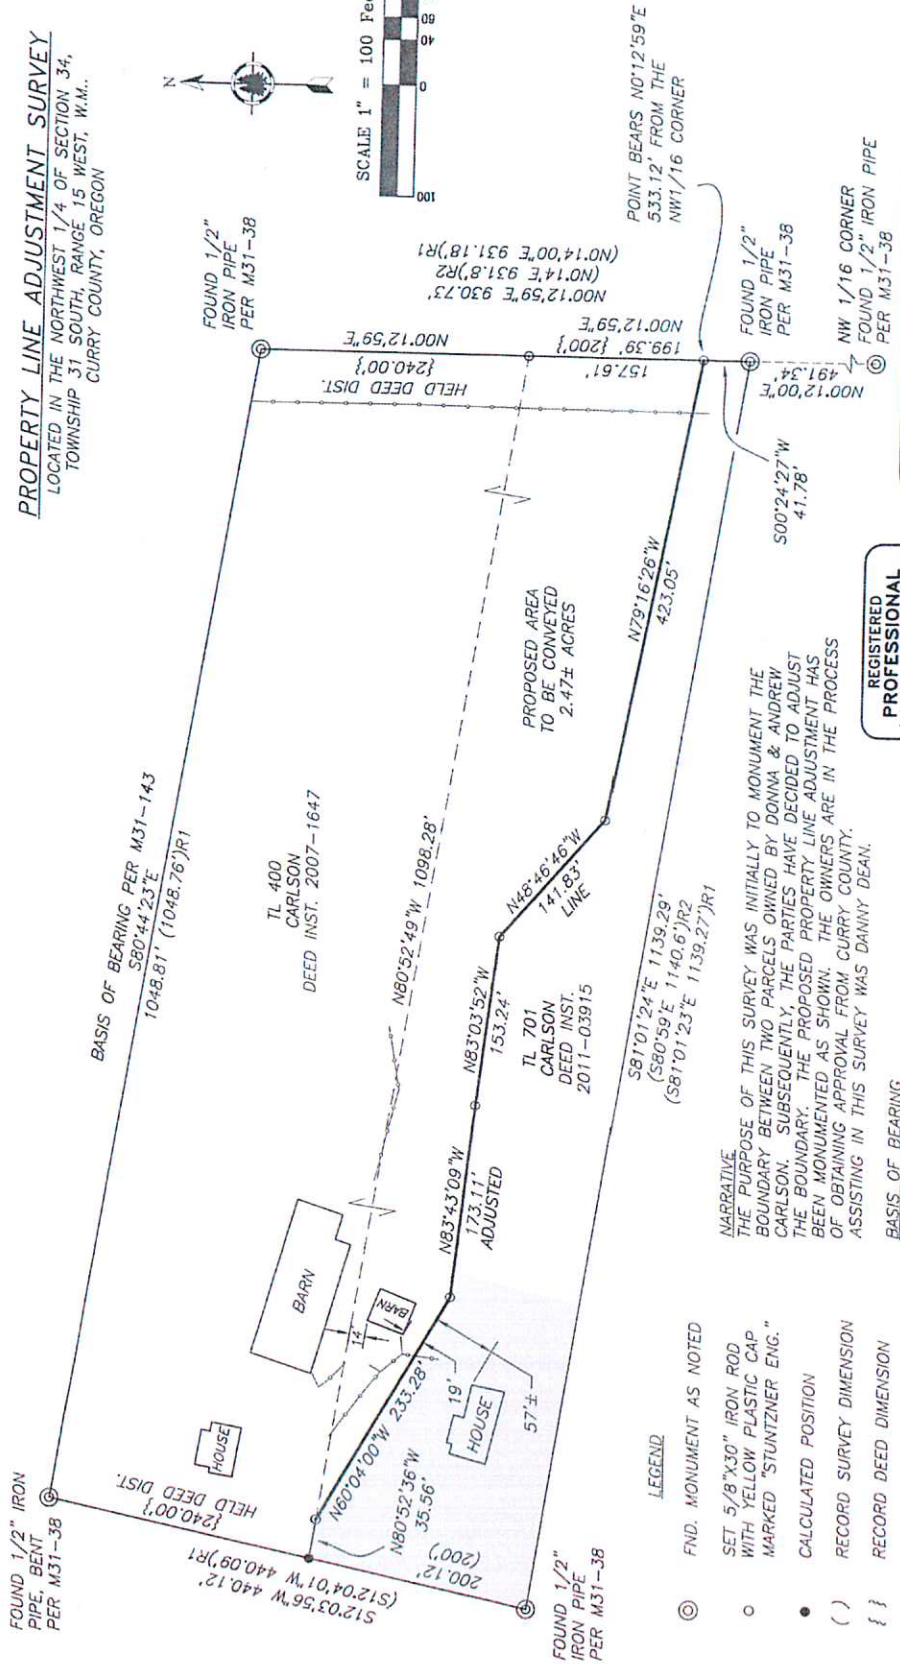 PROPERTY LINE ADJUSTMENT SURVEY
LOCATED IN THE NORTHWEST 1/4 OF SECTION 34,
TOWNSHIP 31 SOUTH, RANGE 15 WEST, W.M..
CURRY COUNTY, OREGON
N
SCALE 1" = 100 Fee
100
0
40
60
FOUND 1/2" IRON
PIPE, BENT
PER M31-38
BASIS OF BEARING PER M31-143
S80°44'23"E
1048.81' (1048.76')R1
FOUND 1/2"
IRON PIPE
PER M31-38
HELD DEED DIST.
{240.00'}
S12°03'56"W 440.12'
(S12°04'01"W 440.09')R1
HOUSE
BARN
14'
BARN
TL 400
CARLSON
DEED INST. 2007-1647
N80°52'49"W 1098.28'
HELD DEED DIST.
{240.00'}
N00°12'59"E
N00°12'59"E 930.73'
(N0°14'E 931.8')R2
(N0°14'00"E 931.18')R1
199.39' {200'}
N00°12'59"E
157.61'
POINT BEARS N0°12'59"E
533.12' FROM THE
NW1/16 CORNER
PROPOSED AREA
TO BE CONVEYED
2.47± ACRES
N60°04'00"W 233.28'
N80°52'36"W
35.56'
19'
HOUSE
57'±
N83°43'09"W
173.11'
ADJUSTED
N83°03'52"W
153.24'
N48°46'46"W
141.83'
LINE
N79°16'26"W
423.05'
TL 701
CARLSON
DEED INST.
2011-03915
200.12'
(200')
S81°01'24"E 1139.29'
(S80°59'E 1140.6')R2
(S81°01'23"E 1139.27')R1
S00°24'27"W
41.78'
FOUND 1/2"
IRON PIPE
PER M31-38
N00°12'00"E
491.34'
NW 1/16 CORNER
FOUND 1/2" IRON PIPE
PER M31-38
FOUND 1/2"
IRON PIPE
PER M31-38
LEGEND
FND. MONUMENT AS NOTED
SET 5/8"X30" IRON ROD
WITH YELLOW PLASTIC CAP
MARKED "STUNTZNER ENG."
CALCULATED POSITION
( ) RECORD SURVEY DIMENSION
{ } RECORD DEED DIMENSION
NARRATIVE
THE PURPOSE OF THIS SURVEY WAS INITIALLY TO MONUMENT THE
BOUNDARY BETWEEN TWO PARCELS OWNED BY DONNA & ANDREW
CARLSON. SUBSEQUENTLY, THE PARTIES HAVE DECIDED TO ADJUST
THE BOUNDARY. THE PROPOSED PROPERTY LINE ADJUSTMENT HAS
BEEN MONUMENTED AS SHOWN. THE OWNERS ARE IN THE PROCESS
OF OBTAINING APPROVAL FROM CURRY COUNTY.
ASSISTING IN THIS SURVEY WAS DANNY DEAN.
BASIS OF BEARING
REGISTERED
PROFESSIONAL